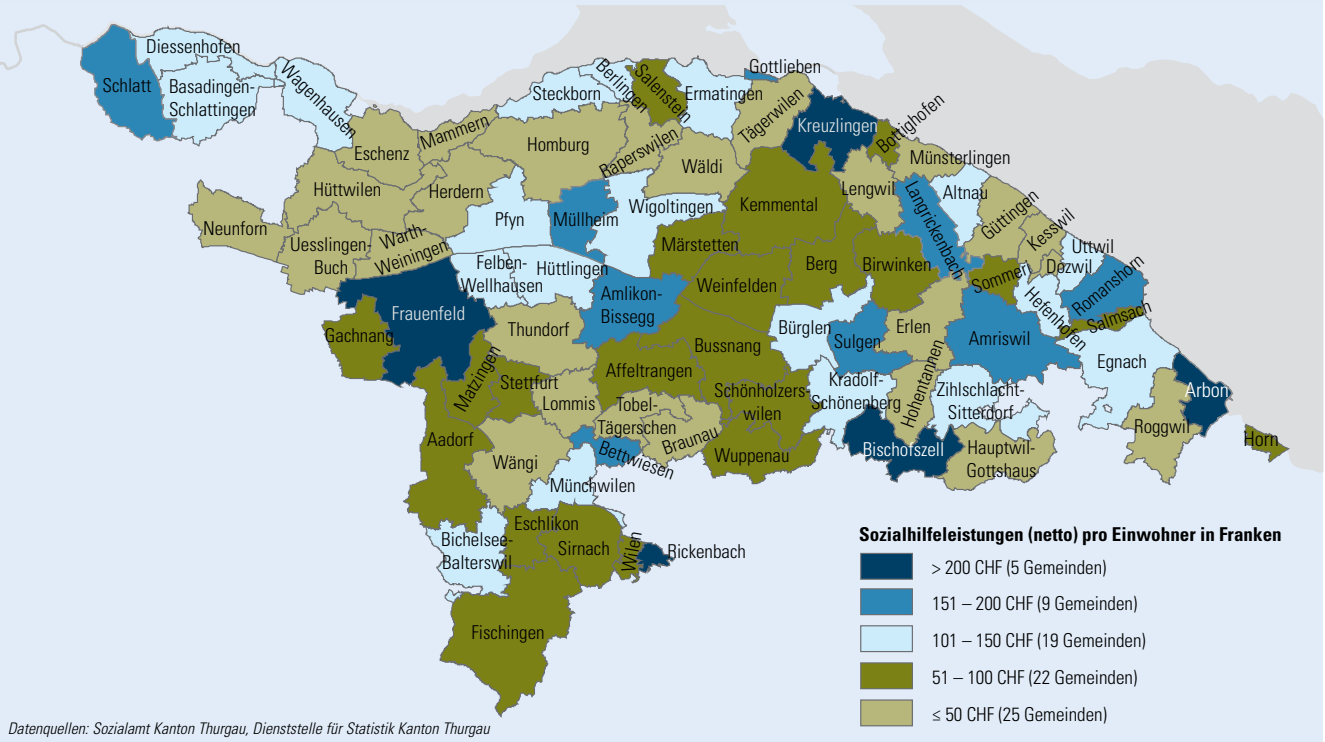 Diessenhofen
Schlatt
Basadingen-
Schlattingen
Wagenhausen
Steckborn
Berlingen
Salenstein
Ermatingen
Gottlieben
Tägerwilen
Kreuzlingen
Bottighofen
Münsterlingen
Eschenz
Mammern
Homburg
Raperswilen
Wäldi
Lengwil
Langrickenbach
Altnau
Güttingen
Kesswil
Uttwil
Dozwil
Romanshorn
Neunforn
Hüttwilen
Herdern
Pfyn
Müllheim
Wigoltingen
Kemmental
Uesslingen-
Buch
Warth-
Weiningen
Felben-
Wellhausen
Hüttlingen
Märstetten
Weinfelden
Berg
Birwinken
Sommeri
Hefenhofen
Salmsach
Frauenfeld
Gachnang
Amlikon-
Bissegg
Thundorf
Bussnang
Bürglen
Sulgen
Erlen
Amriswil
Egnach
Arbon
Matzingen
Stettfurt
Affeltrangen
Schönholzers-
wilen
Kradolf-
Schönenberg
Hohentannen
Zihlschlacht-
Sitterdorf
Roggwil
Horn
Lommis
Tobel-
Tägerschen
Braunau
Aadorf
Wängi
Bettwiesen
Wuppenau
Bischofszell
Hauptwil-
Gottshaus
Münchwilen
Bichelsee-
Balterswil
Eschlikon
Sirnach
Wilen
Rickenbach
Fischingen
Sozialhilfeleistungen (netto) pro Einwohner in Franken
> 200 CHF (5 Gemeinden)
151 – 200 CHF (9 Gemeinden)
101 – 150 CHF (19 Gemeinden)
51 – 100 CHF (22 Gemeinden)
≤ 50 CHF (25 Gemeinden)
Datenquellen: Sozialamt Kanton Thurgau, Dienststelle für Statistik Kanton Thurgau